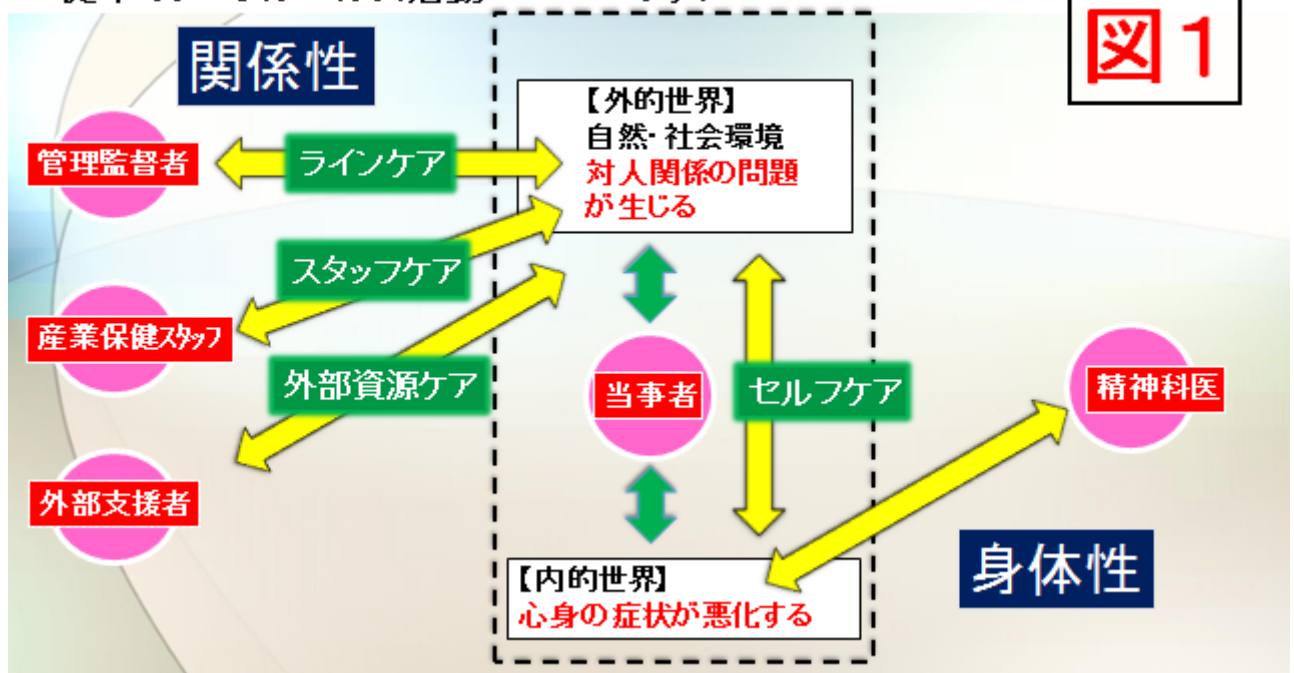 図1
関係性
【外的世界】
自然・社会環境
対人関係の問題
が生じる
管理監督者
ラインケア
スタッフケア
産業保健スタッフ
外部資源ケア
当事者
セルフケア
精神科医
外部支援者
身体性
【内的世界】
心身の症状が悪化する